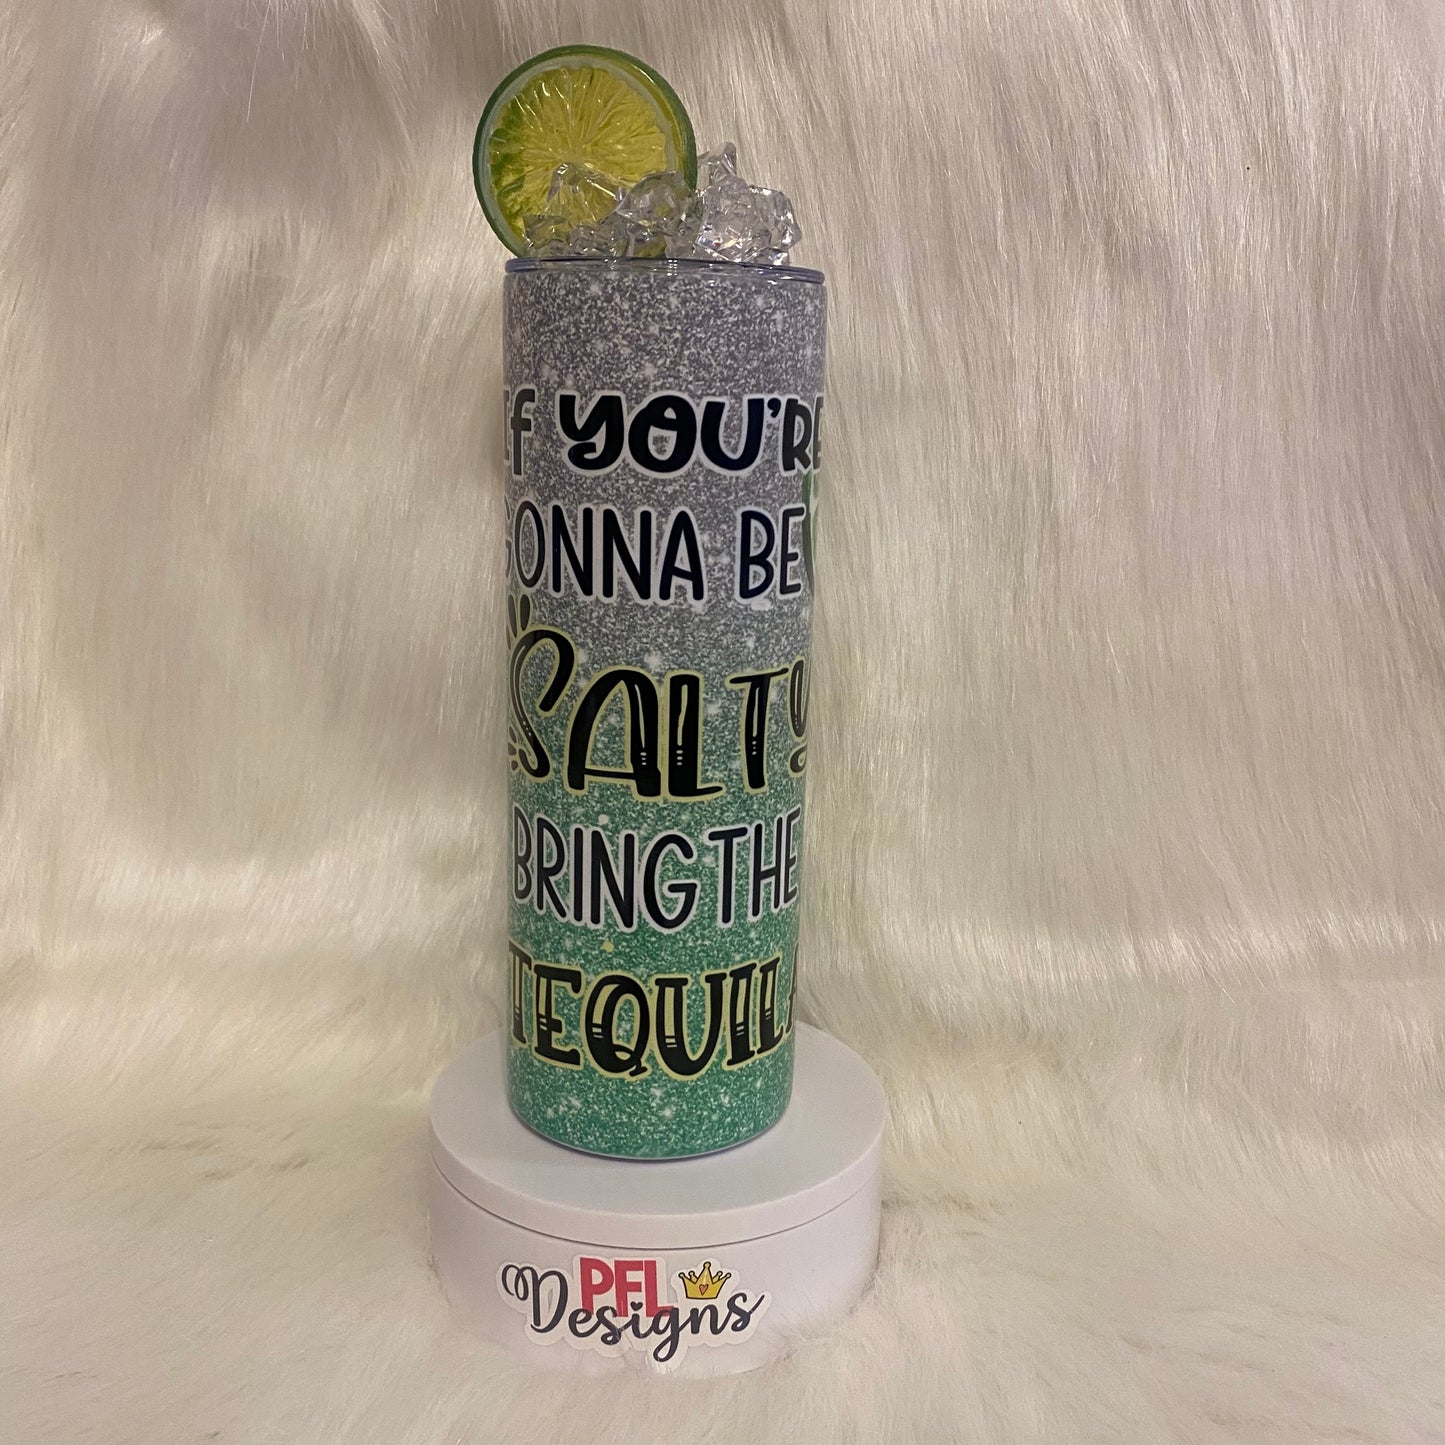 If YOU'RE
GONNA BE
SALTY
BRING THE
TEQUILA
PFL
Designs